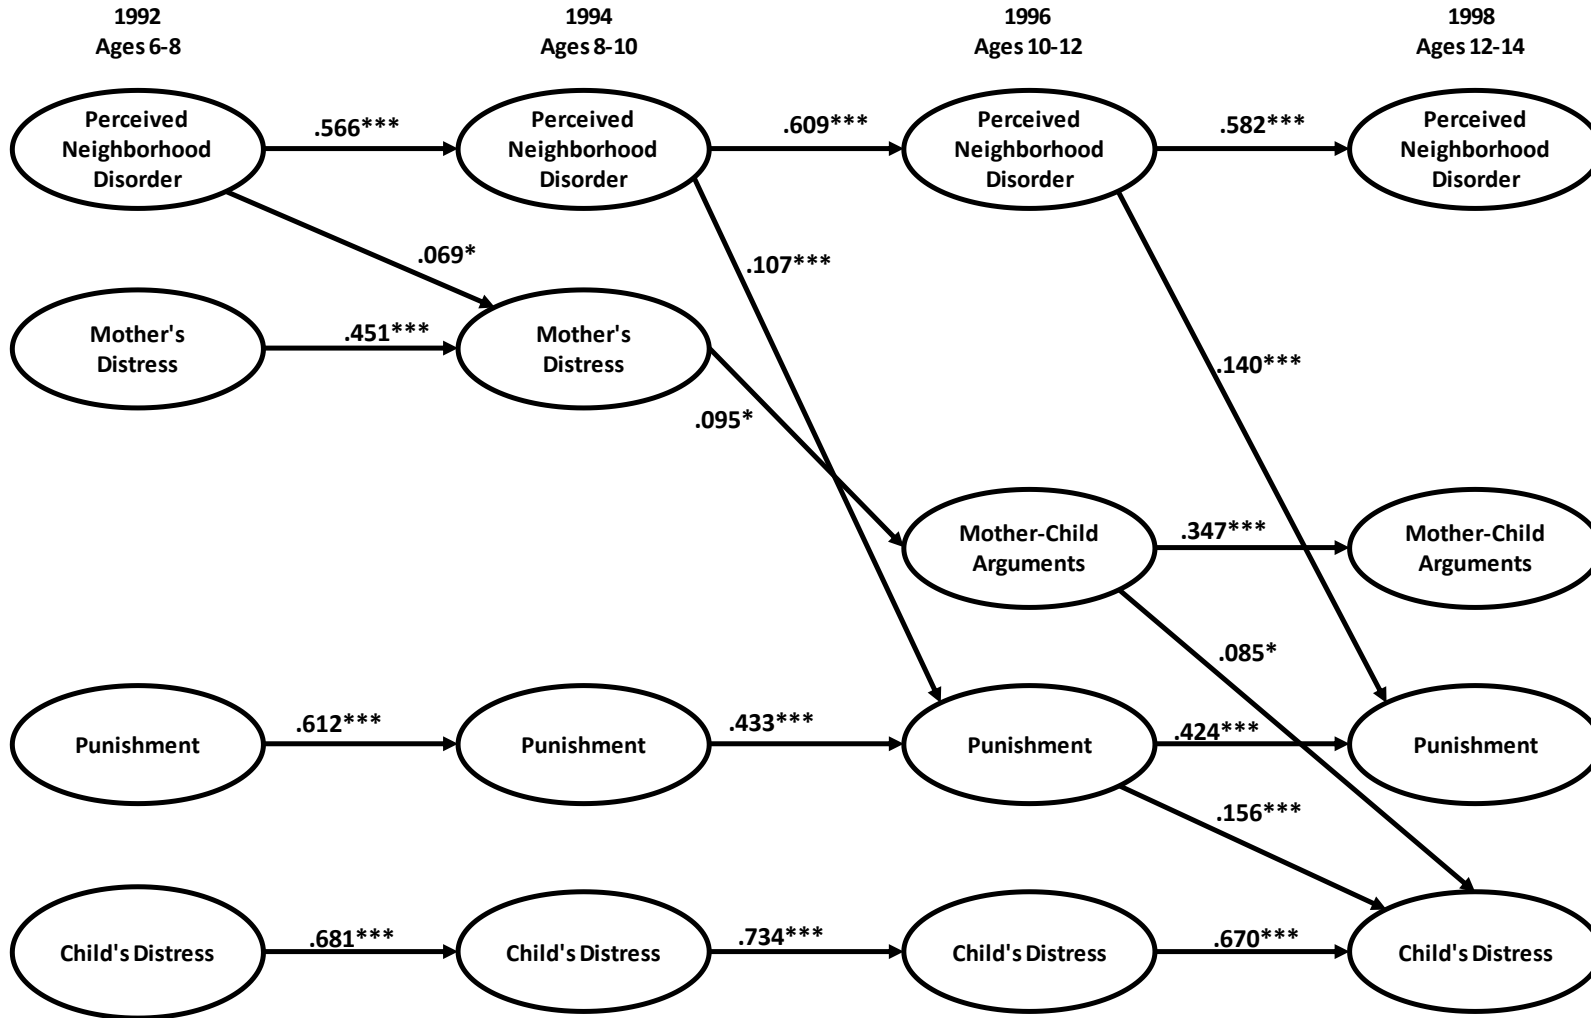 1992
Ages 6-8
1994
Ages 8-10
1996
Ages 10-12
1998
Ages 12-14
Perceived
Neighborhood
Disorder
.566***
Perceived
Neighborhood
Disorder
.609***
Perceived
Neighborhood
Disorder
.582***
Perceived
Neighborhood
Disorder
.069*
.107***
Mother's
Distress
.451***
Mother's
Distress
.140***
.095*
Mother-Child
Arguments
.347***
Mother-Child
Arguments
.085*
Punishment
.612***
Punishment
.433***
Punishment
.424***
Punishment
.156***
Child's Distress
.681***
Child's Distress
.734***
Child's Distress
.670***
Child's Distress